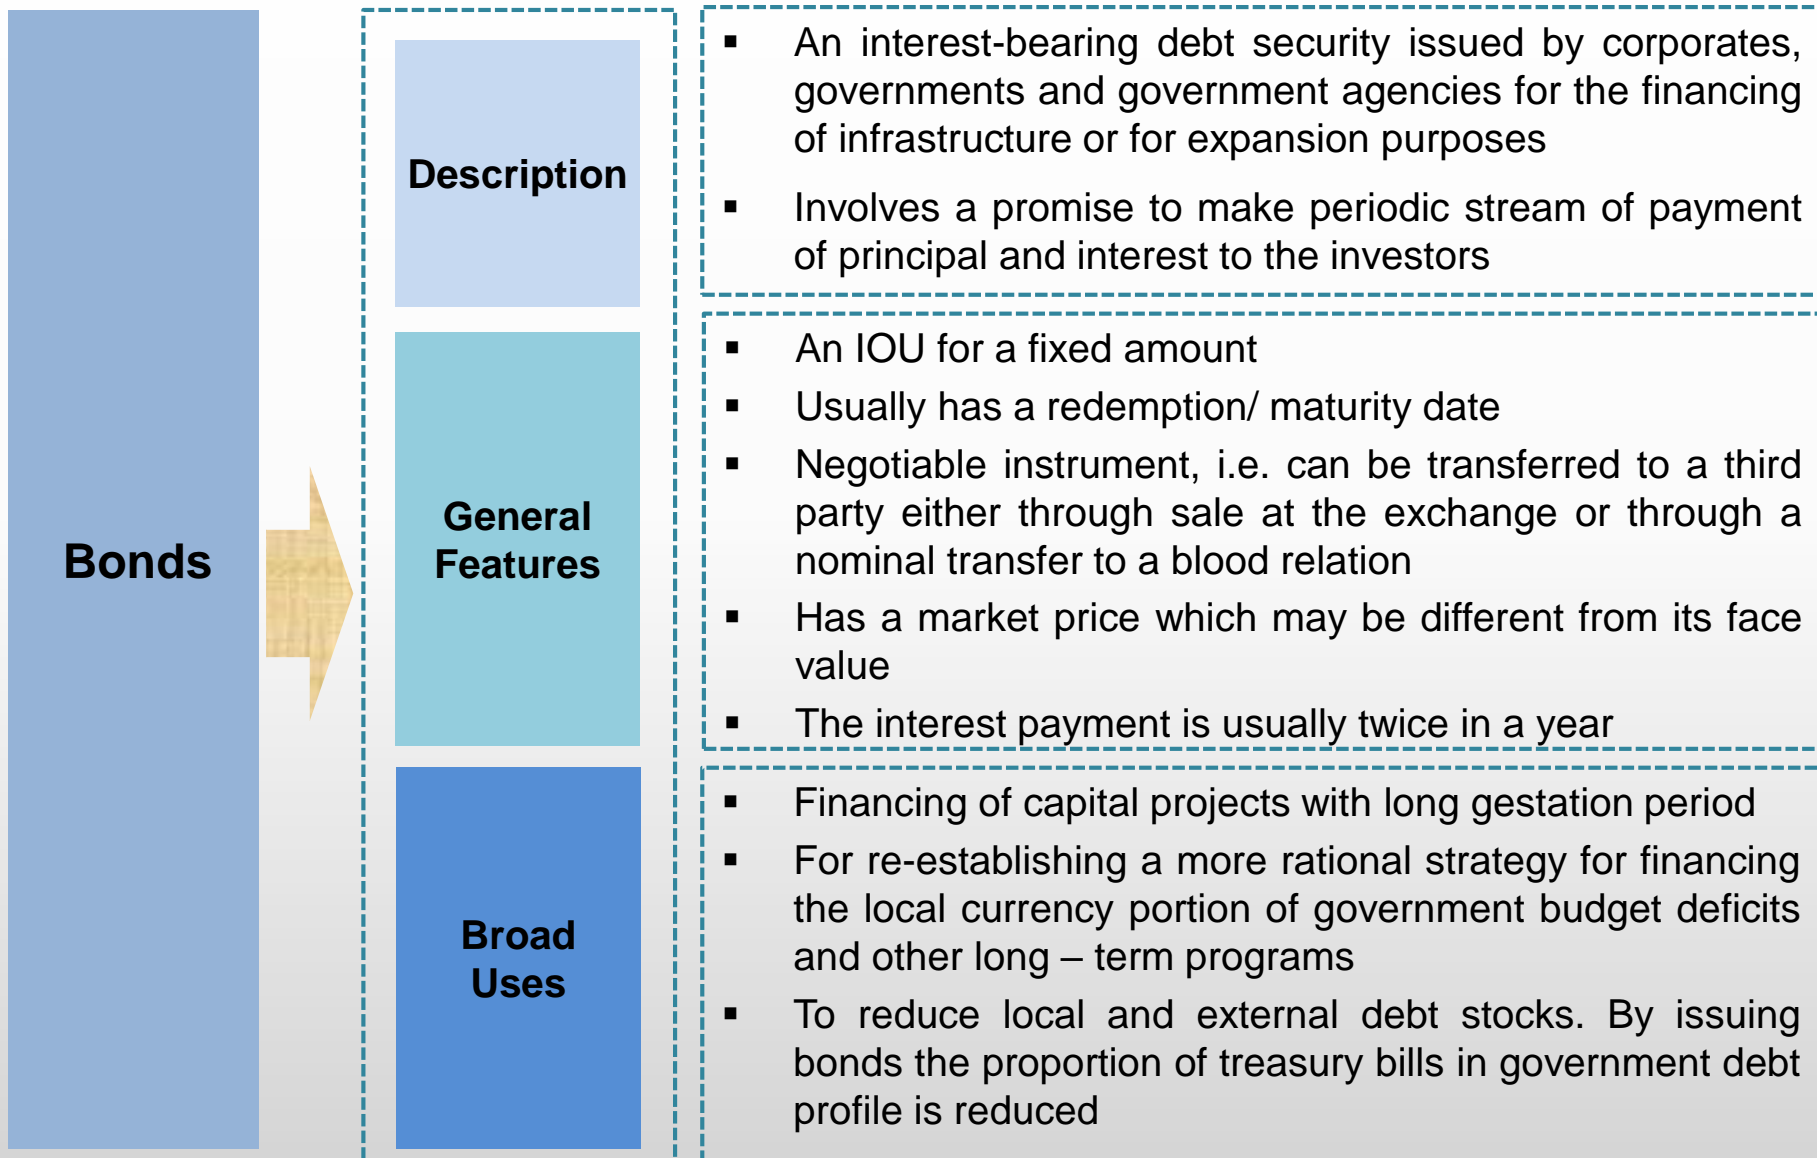 Bonds
Description
▪ An interest-bearing debt security issued by corporates,
governments and government agencies for the financing
of infrastructure or for expansion purposes
▪ Involves a promise to make periodic stream of payment
of principal and interest to the investors
General
Features
▪ An IOU for a fixed amount
▪ Usually has a redemption/ maturity date
▪ Negotiable instrument, i.e. can be transferred to a third
party either through sale at the exchange or through a
nominal transfer to a blood relation
▪ Has a market price which may be different from its face
value
▪ The interest payment is usually twice in a year
Broad
Uses
▪ Financing of capital projects with long gestation period
▪ For re-establishing a more rational strategy for financing
the local currency portion of government budget deficits
and other long – term programs
▪ To reduce local and external debt stocks. By issuing
bonds the proportion of treasury bills in government debt
profile is reduced